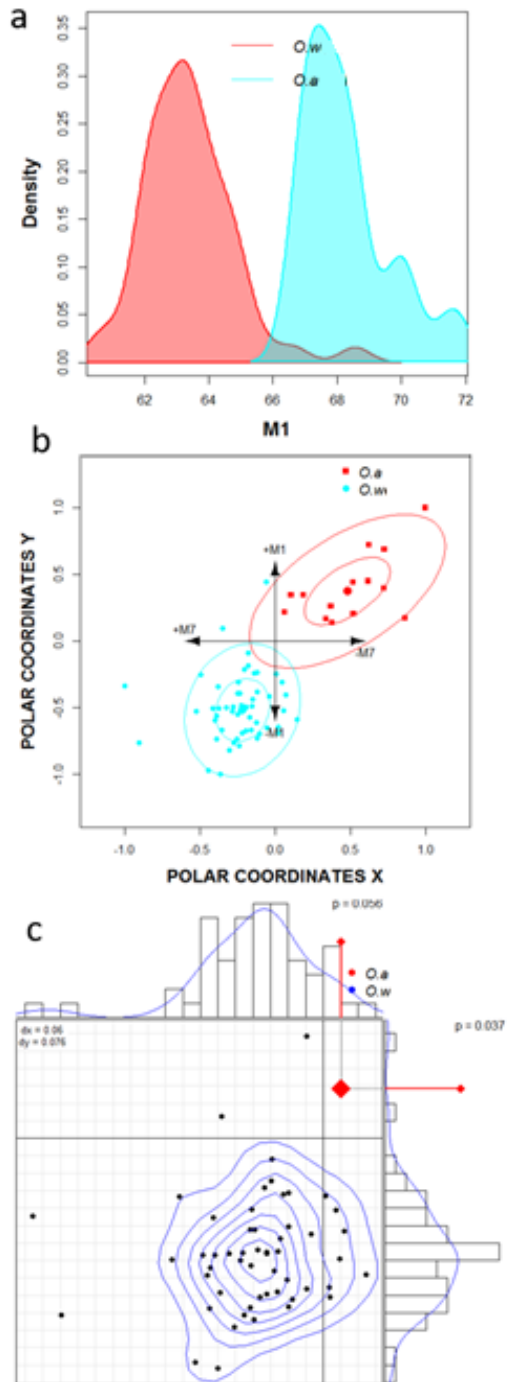 a
0.35
0.30
0.25
0.20
0.15
0.10
0.05
0.00
Density
O.w
O.a
62 64 66 68 70 72
M1
b
1.0
0.5
0.0
-0.5
-1.0
POLAR COORDINATES Y
O.a
O.w
+M1
+M7
-M7
-M1
-1.0 -0.5 0.0 0.5 1.0
POLAR COORDINATES X
c
p = 0.056
O.a
O.w
dx = 0.06
dy = 0.076
p = 0.037